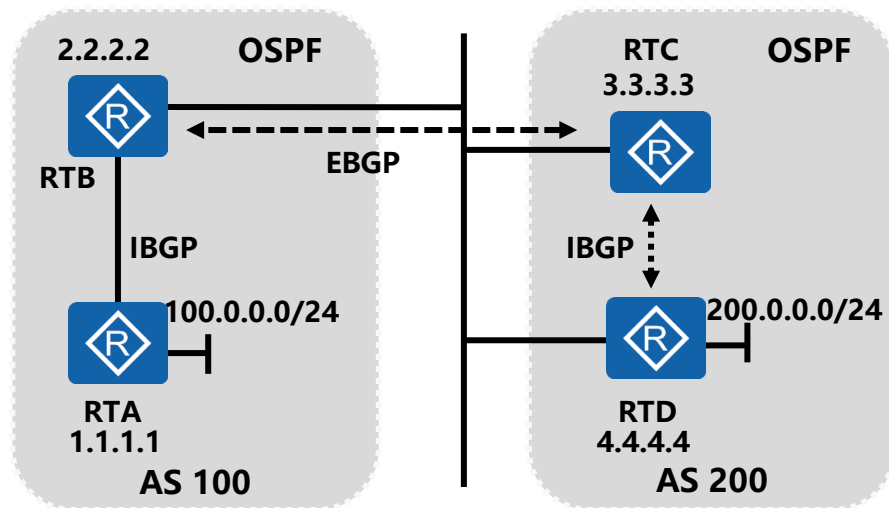 2.2.2.2
OSPF
R
RTB
EBGP
IBGP
R
100.0.0.0/24
RTA
1.1.1.1
AS 100
RTC
3.3.3.3
OSPF
R
IBGP
R
200.0.0.0/24
RTD
4.4.4.4
AS 200